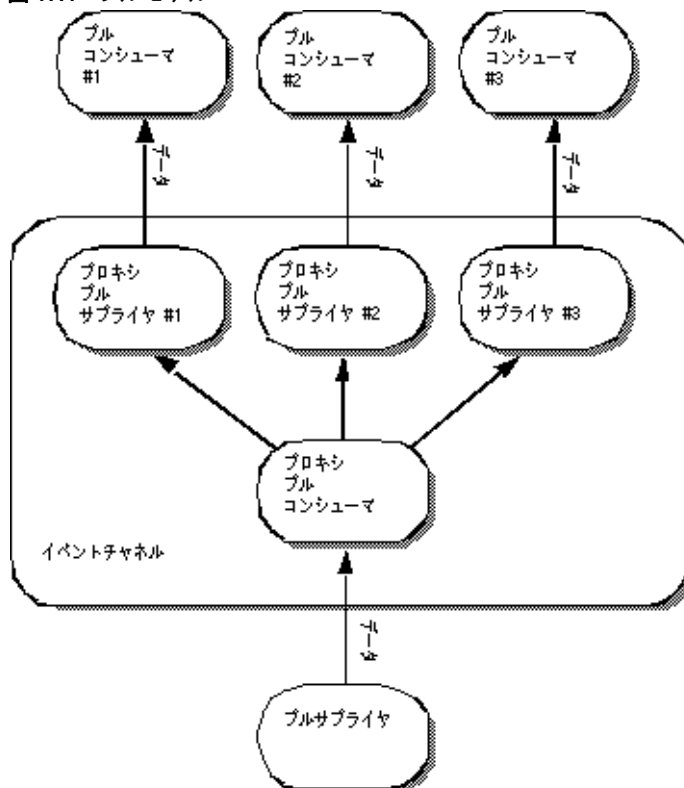 プル
コンシューマ
#1
プル
コンシューマ
#2
プル
コンシューマ
#3
データ
データ
データ
プロキシ
プル
サプライヤ #1
プロキシ
プル
サプライヤ #2
プロキシ
プル
サプライヤ #3
プロキシ
プル
コンシューマ
イベントチャネル
データ
プルサプライヤ